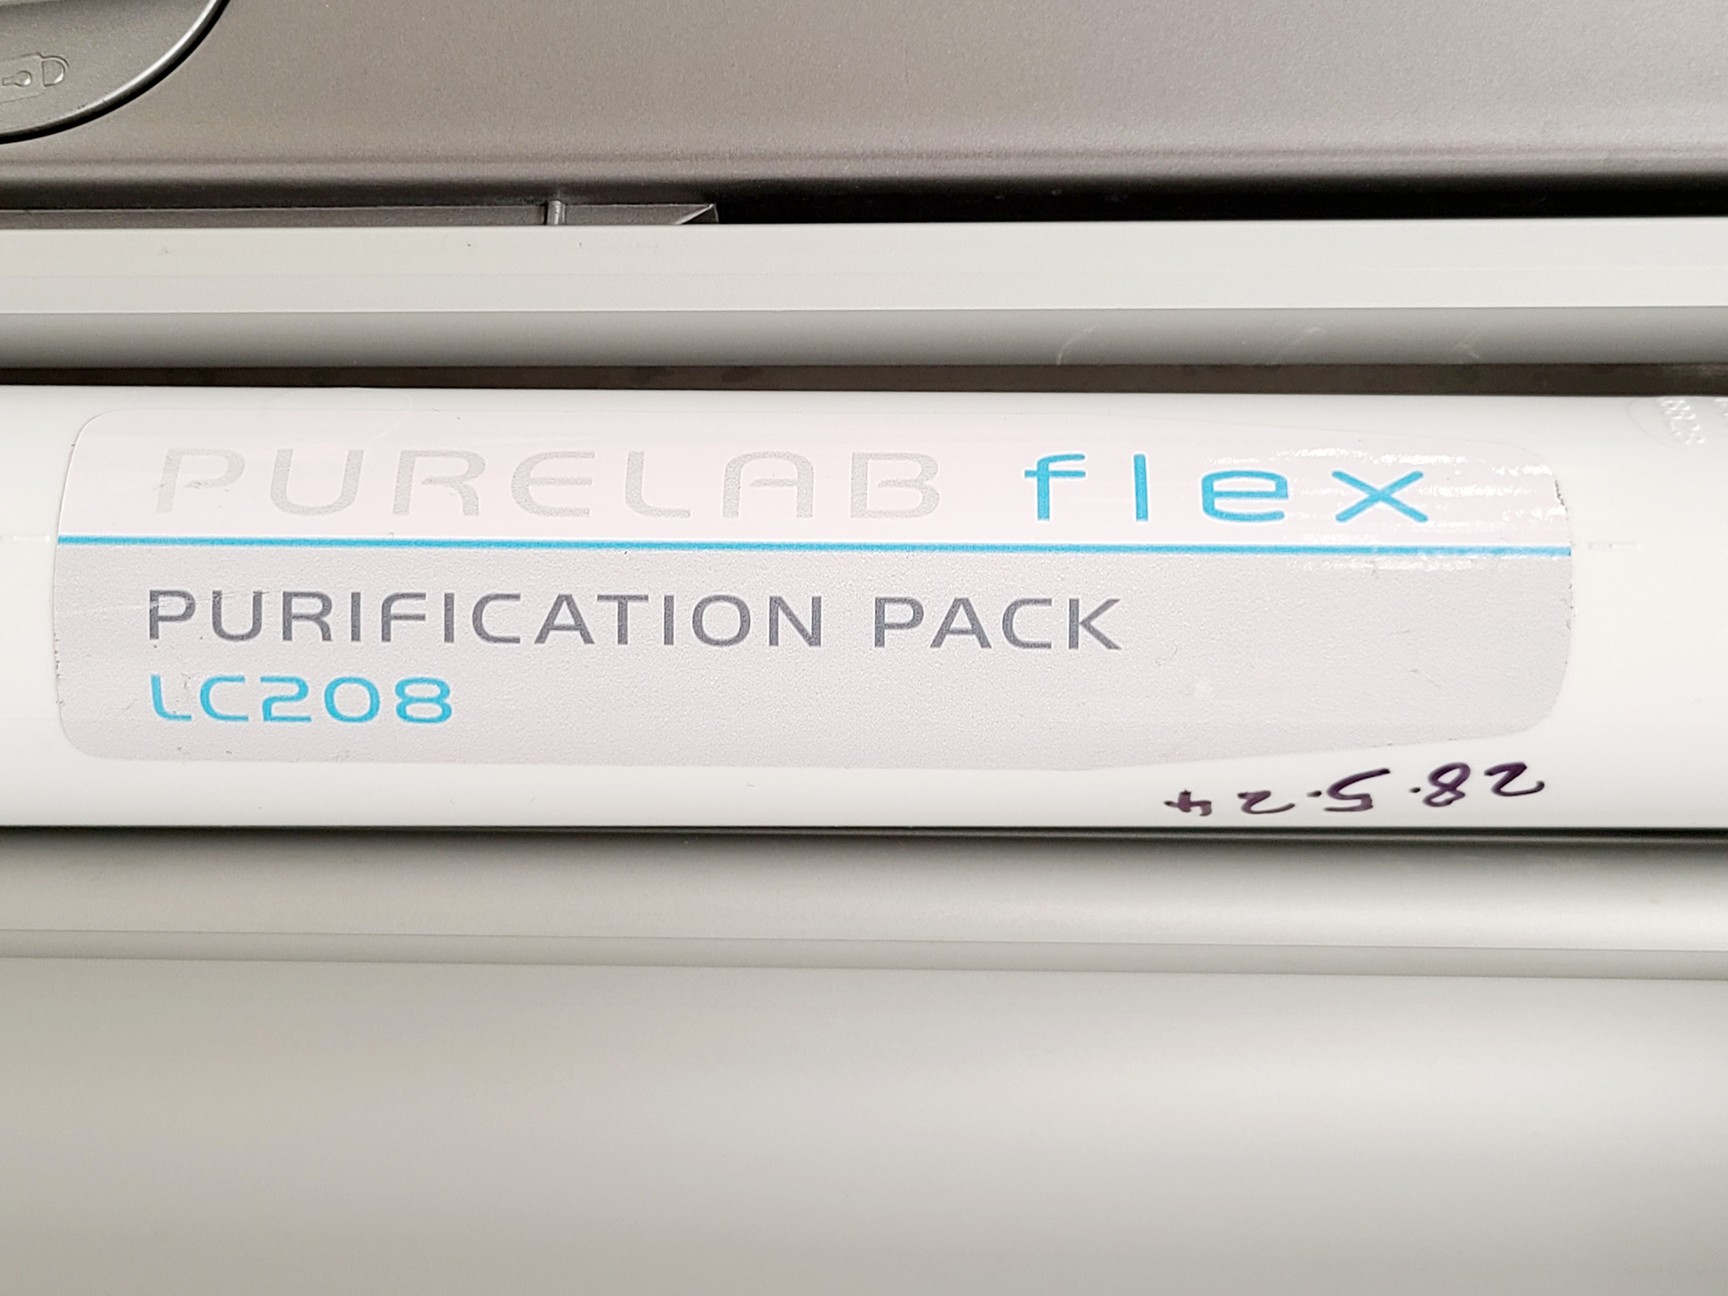 PURELAB flex
PURIFICATION PACK
LC208
28.5.24